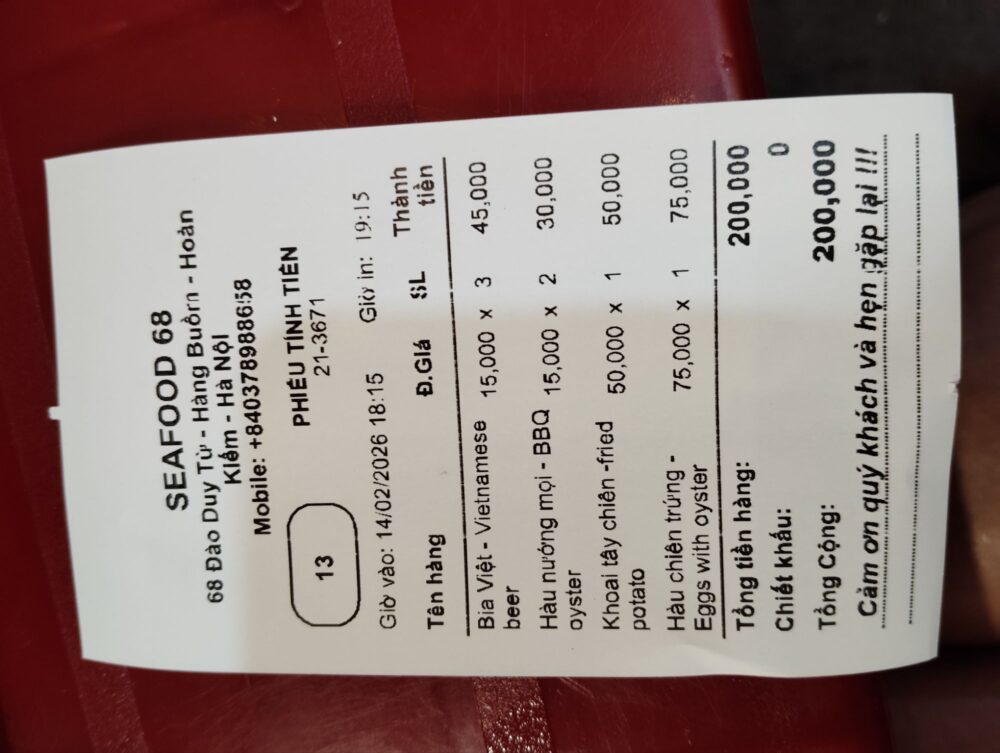 SEAFOOD 68
68 Đào Duy Từ - Hàng Buồm - Hoàn
Kiếm - Hà Nội
Mobile: +840378988658
PHIẾU TÍNH TIỀN
13
21-3671
Giờ vào: 14/02/2026 18:15 Giờ in: 19:15
Tên hàng Đ.Giá SL Thành
tiền
Bia Việt - Vietnamese 15,000 x 3 45,000
beer
Hàu nướng mọi - BBQ 15,000 x 2 30,000
oyster
Khoai tây chiên -fried 50,000 x 1 50,000
potato
Hàu chiên trứng - 75,000 x 1 75,000
Eggs with oyster
Tổng tiền hàng: 200,000
Chiết khấu: 0
Tổng Cộng: 200,000
Cảm ơn quý khách và hẹn gặp lại !!!